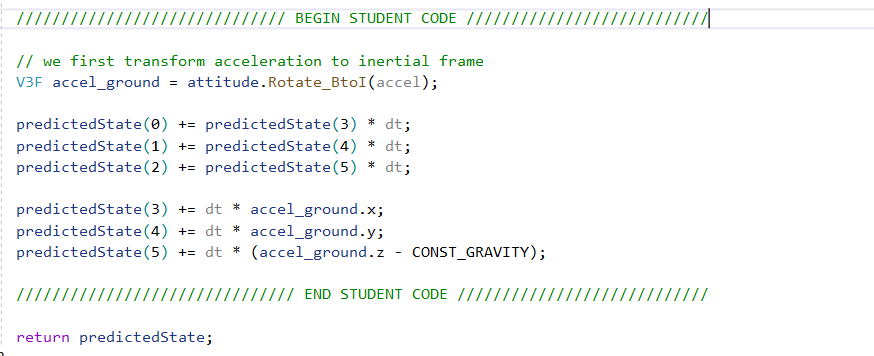 ////////////////////////////// BEGIN STUDENT CODE ///////////////////////////
// we first transform acceleration to inertial frame
V3F accel_ground = attitude.Rotate_BtoI(accel);
predictedState(0) += predictedState(3) * dt;
predictedState(1) += predictedState(4) * dt;
predictedState(2) += predictedState(5) * dt;
predictedState(3) += dt * accel_ground.x;
predictedState(4) += dt * accel_ground.y;
predictedState(5) += dt * (accel_ground.z - CONST_GRAVITY);
/////////////////////////////// END STUDENT CODE ////////////////////////////
return predictedState;